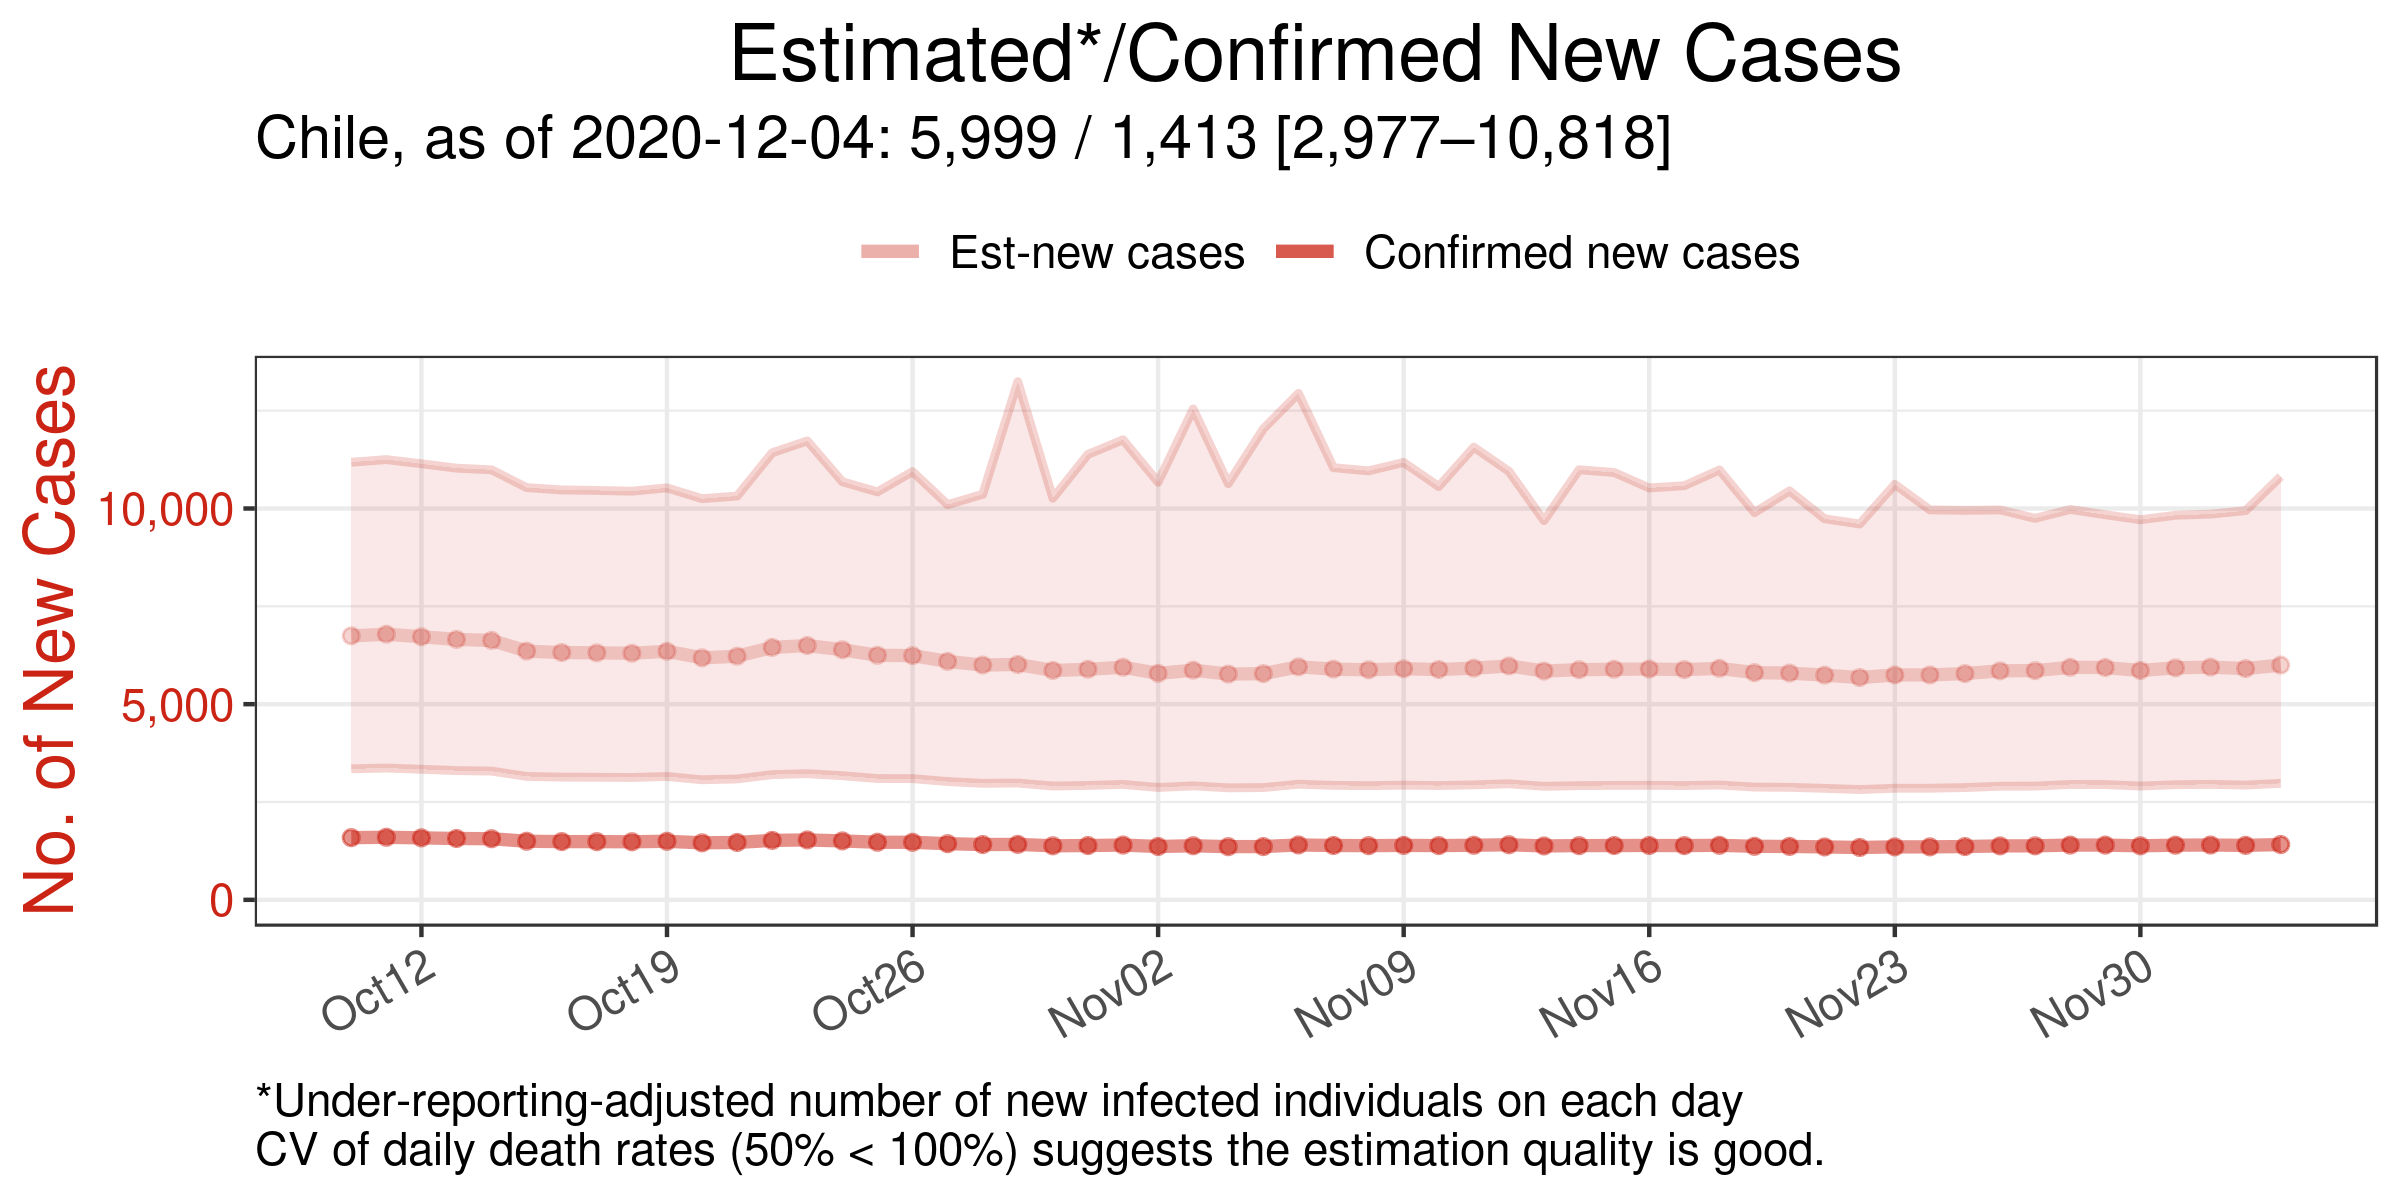 Estimated*/Confirmed New Cases
Chile, as of 2020-12-04: 5,999 / 1,413 [2,977–10,818]
Est-new cases Confirmed new cases
No. of New Cases
10,000
5,000
0
Oct12 Oct19 Oct26 Nov02 Nov09 Nov16 Nov23 Nov30
*Under-reporting-adjusted number of new infected individuals on each day
CV of daily death rates (50% < 100%) suggests the estimation quality is good.